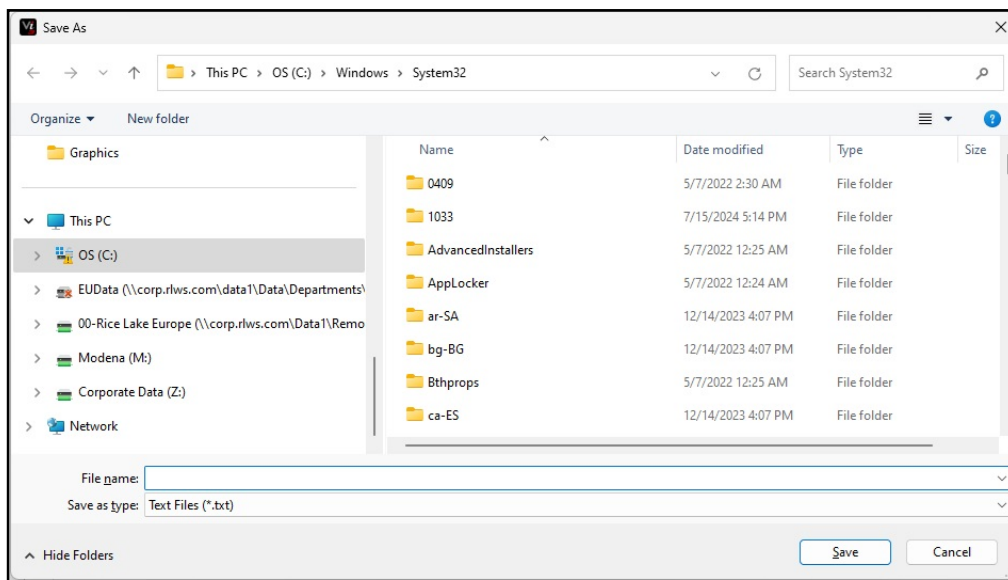 Vi Save As
This PC > OS (C:) > Windows > System32
Search System32
Organize New folder
Graphics
This PC
OS (C:)
EUData (\\corp.rlws.com\data1\Data\Departments\
00-Rice Lake Europe (\\corp.rlws.com\Data1\Remo
Modena (M:)
Corporate Data (Z:)
Network
Name Date modified Type Size
0409 5/7/2022 2:30 AM File folder
1033 7/15/2024 5:14 PM File folder
AdvancedInstallers 5/7/2022 12:25 AM File folder
AppLocker 5/7/2022 12:24 AM File folder
ar-SA 12/14/2023 4:07 PM File folder
bg-BG 12/14/2023 4:07 PM File folder
Bthprops 5/7/2022 12:25 AM File folder
ca-ES 12/14/2023 4:07 PM File folder
File name:
Save as type: Text Files (*.txt)
Hide Folders
Save Cancel